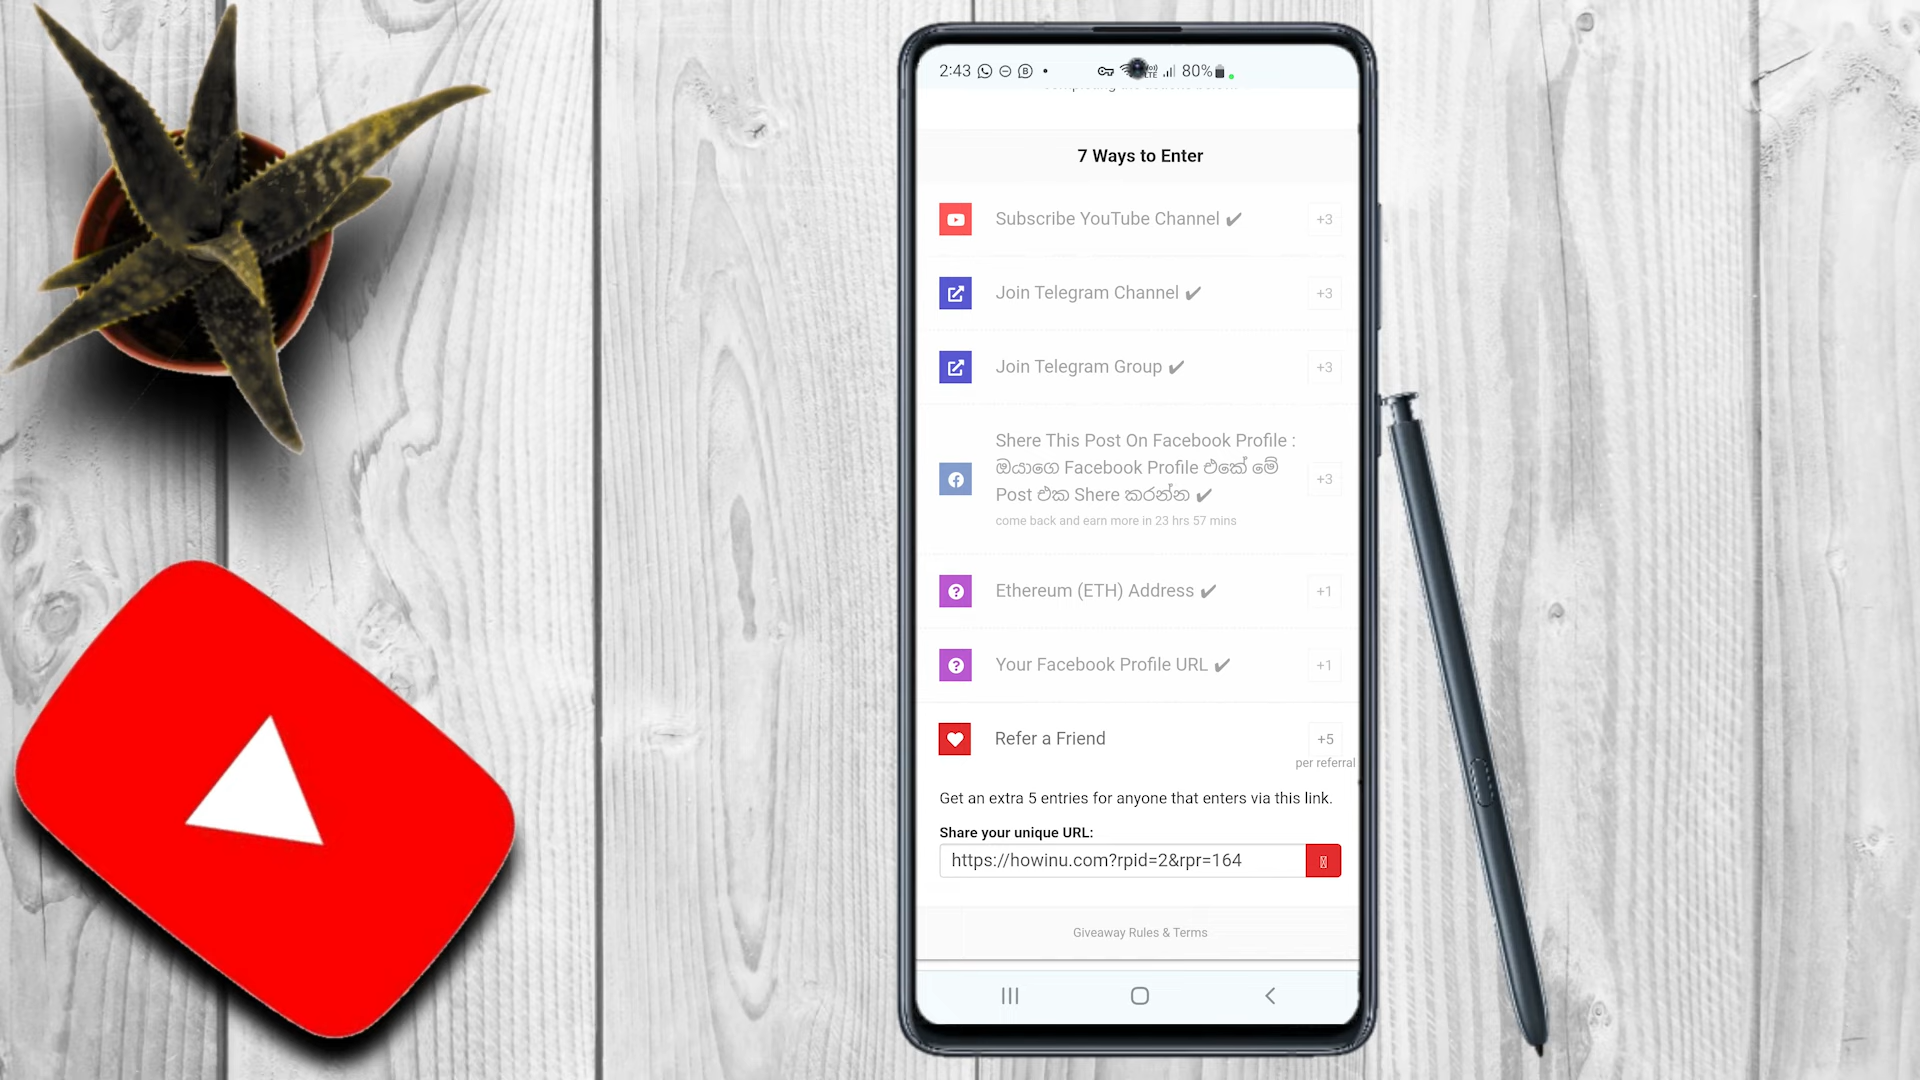 2:43
80%
7 Ways to Enter
Subscribe YouTube Channel ✔
+3
Join Telegram Channel ✔
+3
Join Telegram Group ✔
+3
Shere This Post On Facebook Profile :
ඔයාගෙ Facebook Profile එකේ මේ
Post එක Shere කරන්න ✔
+3
come back and earn more in 23 hrs 57 mins
Ethereum (ETH) Address ✔
+1
Your Facebook Profile URL ✔
+1
Refer a Friend
+5
per referral
Get an extra 5 entries for anyone that enters via this link.
Share your unique URL:
https://howinu.com?rpid=2&rpr=164
Giveaway Rules & Terms